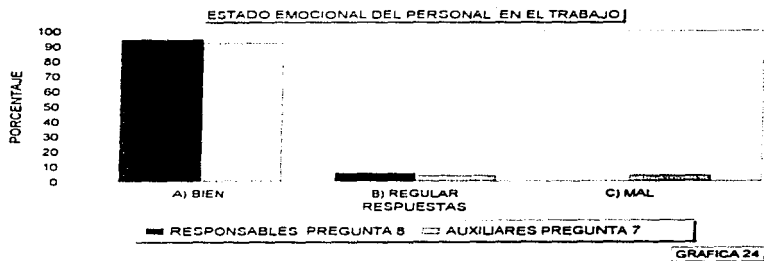 ESTADO EMOCIONAL DEL PERSONAL EN EL TRABAJO
PORCENTAJE
100
90
80
70
60
50
40
30
20
10
0
A) BIEN
B) REGULAR
C) MAL
RESPUESTAS
RESPONSABLES PREGUNTA 8
AUXILIARES PREGUNTA 7
GRAFICA 24